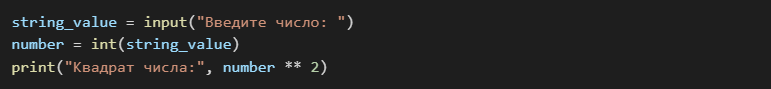 string_value = input("Введите число: ")
number = int(string_value)
print("Квадрат числа:", number ** 2)